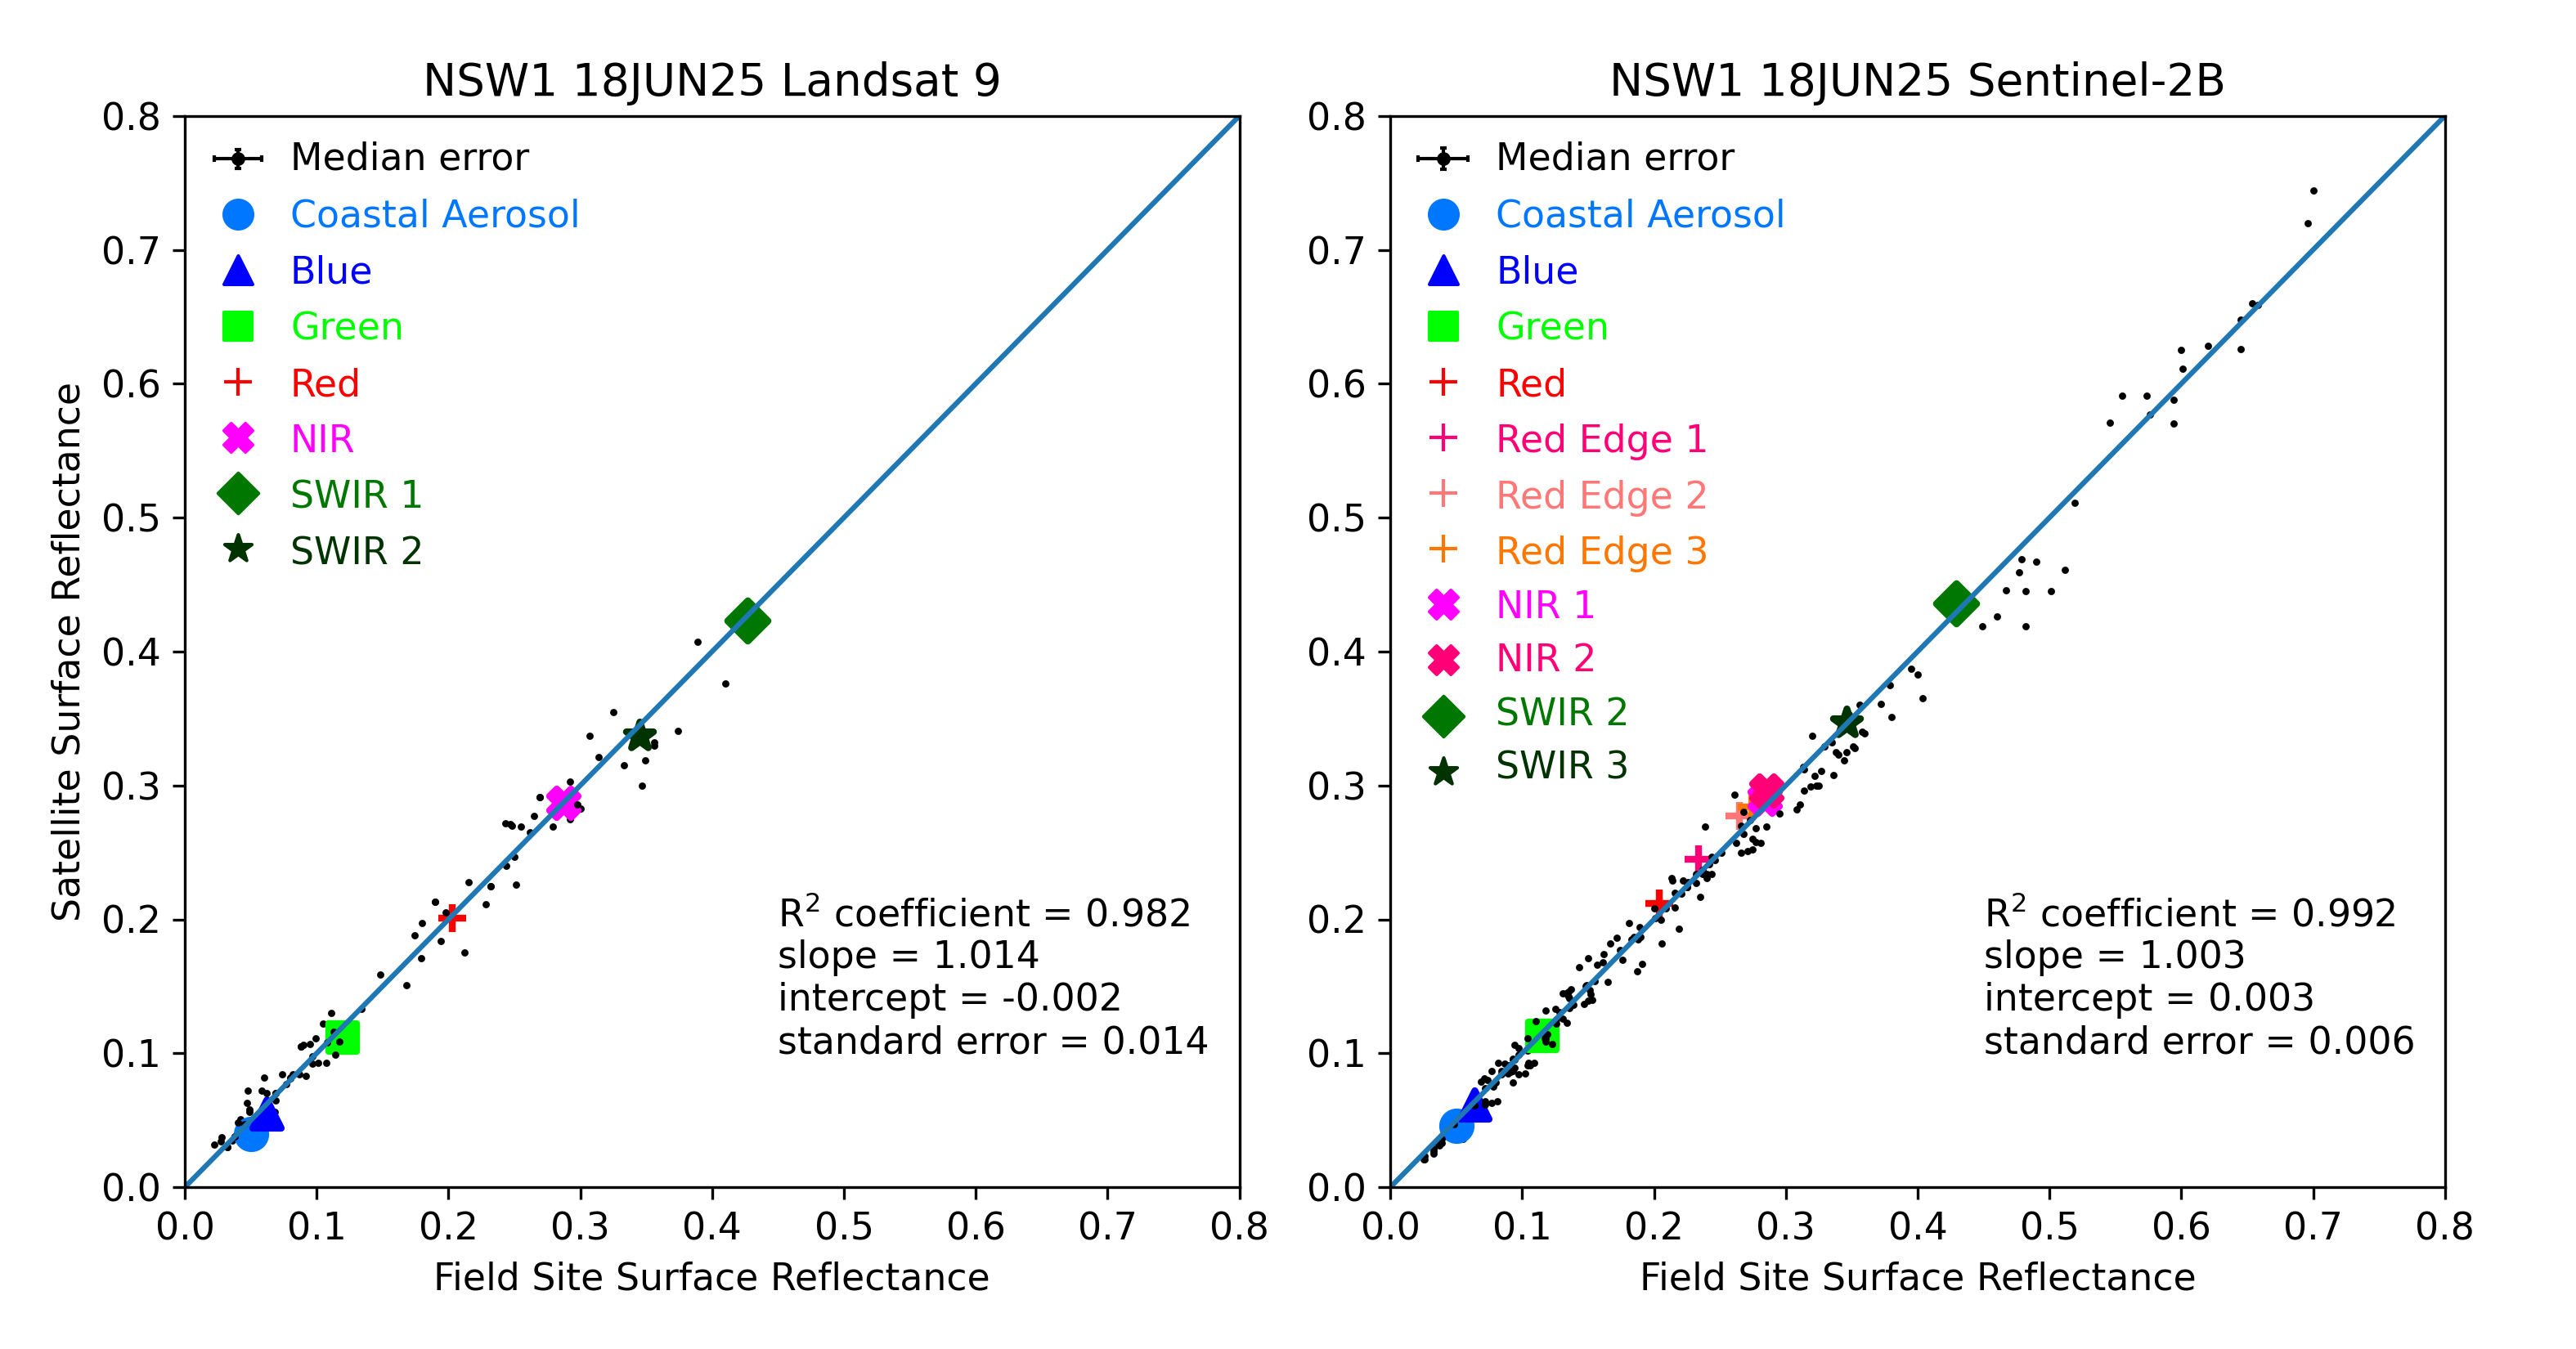 NSW1 18JUN25 Landsat 9
Satellite Surface Reflectance
0.8
0.7
0.6
0.5
0.4
0.3
0.2
0.1
0.0
Median error
Coastal Aerosol
Blue
Green
Red
NIR
SWIR 1
SWIR 2
R² coefficient = 0.982
slope = 1.014
intercept = -0.002
standard error = 0.014
0.0 0.1 0.2 0.3 0.4 0.5 0.6 0.7 0.8
Field Site Surface Reflectance
NSW1 18JUN25 Sentinel-2B
0.8
0.7
0.6
0.5
0.4
0.3
0.2
0.1
0.0
Median error
Coastal Aerosol
Blue
Green
Red
Red Edge 1
Red Edge 2
Red Edge 3
NIR 1
NIR 2
SWIR 2
SWIR 3
R² coefficient = 0.992
slope = 1.003
intercept = 0.003
standard error = 0.006
0.0 0.1 0.2 0.3 0.4 0.5 0.6 0.7 0.8
Field Site Surface Reflectance